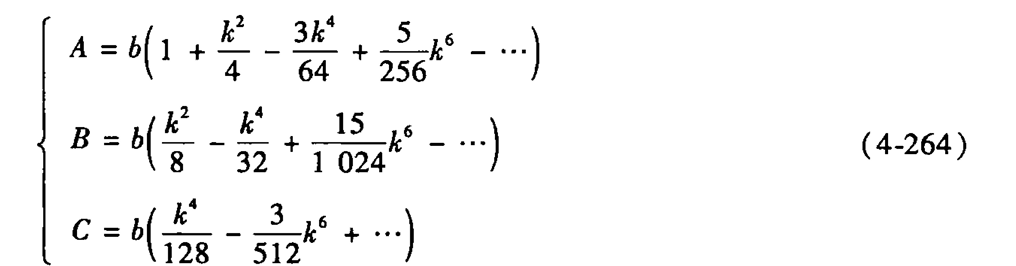 A = b(1 + k²/4 − 3k⁴/64 + 5/256 k⁶ − ⋯)
B = b(k²/8 − k⁴/32 + 15/1 024 k⁶ − ⋯) (4-264)
C = b(k⁴/128 − 3/512 k⁶ + ⋯)